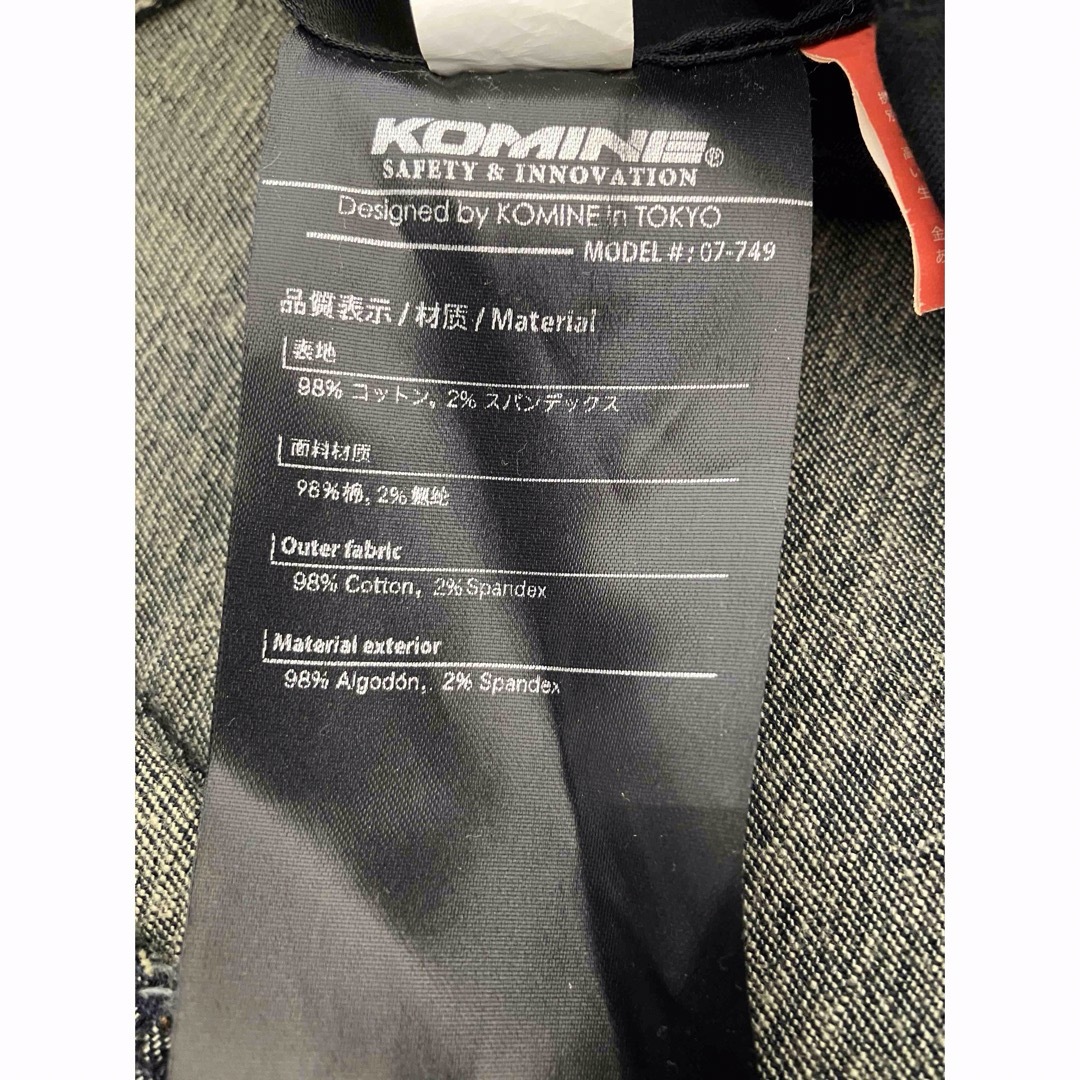 KOMINE®
SAFETY & INNOVATION
Designed by KOMINE in TOKYO
MODEL #: 07-749
品質表示 / 材质 / Material
表地
98% コットン, 2% スパンデックス
面料材质
98% 棉, 2% 氨纶
Outer fabric
98% Cotton, 2% Spandex
Material exterior
98% Algodón, 2% Spandex